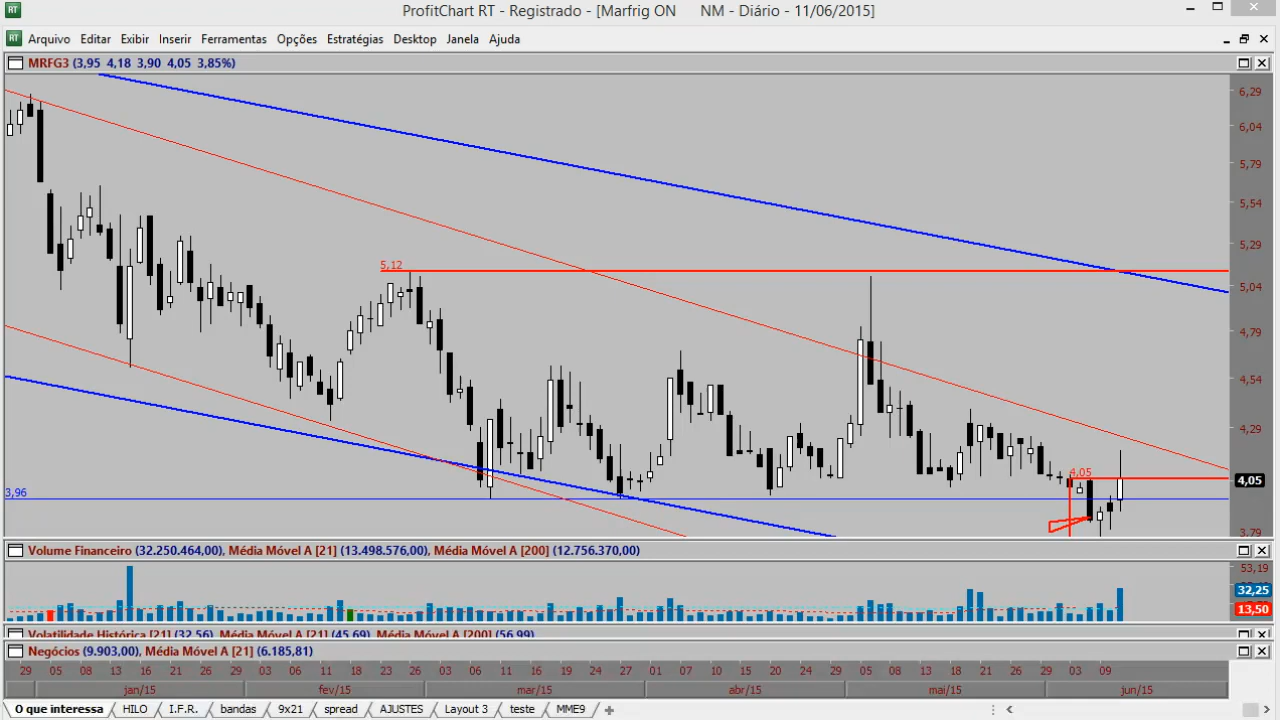 RT ProfitChart RT - Registrado - [Marfrig ON NM - Diário - 11/06/2015]
RT Arquivo Editar Exibir Inserir Ferramentas Opções Estratégias Desktop Janela Ajuda
MRFG3 (3,95 4,18 3,90 4,05 3,85%)
6,29
6,04
5,79
5,54
5,29
5,12
5,04
4,79
4,54
4,29
4,05
4,05
3,96
3,79
Volume Financeiro (32.250.464,00), Média Móvel A [21] (13.498.576,00), Média Móvel A [200] (12.756.370,00)
53,19
32,25
13,50
Volatilidade Histórica [21] (32,56), Média Móvel A [21] (45,69), Média Móvel A [200] (56,99)
Negócios (9.903,00), Média Móvel A [21] (6.185,81)
29 05 08 13 16 21 26 29 03 06 11 18 23 26 03 06 11 16 19 24 27 01 07 10 15 20 24 29 05 08 13 18 21 26 29 03 09
jan/15 fev/15 mar/15 abr/15 mai/15 jun/15
O que interessa HILO I.F.R. bandas 9x21 spread AJUSTES Layout 3 teste MME9